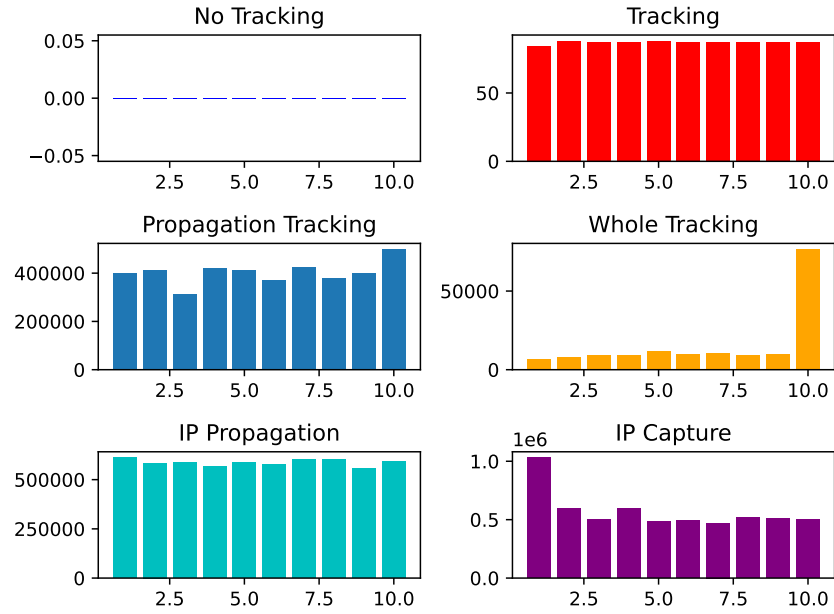 No Tracking
0.05
0.00
−0.05
2.5 5.0 7.5 10.0
Tracking
50
0
2.5 5.0 7.5 10.0
Propagation Tracking
400000
200000
0
2.5 5.0 7.5 10.0
Whole Tracking
50000
0
2.5 5.0 7.5 10.0
IP Propagation
500000
250000
0
2.5 5.0 7.5 10.0
IP Capture
1e6
1.0
0.5
0.0
2.5 5.0 7.5 10.0